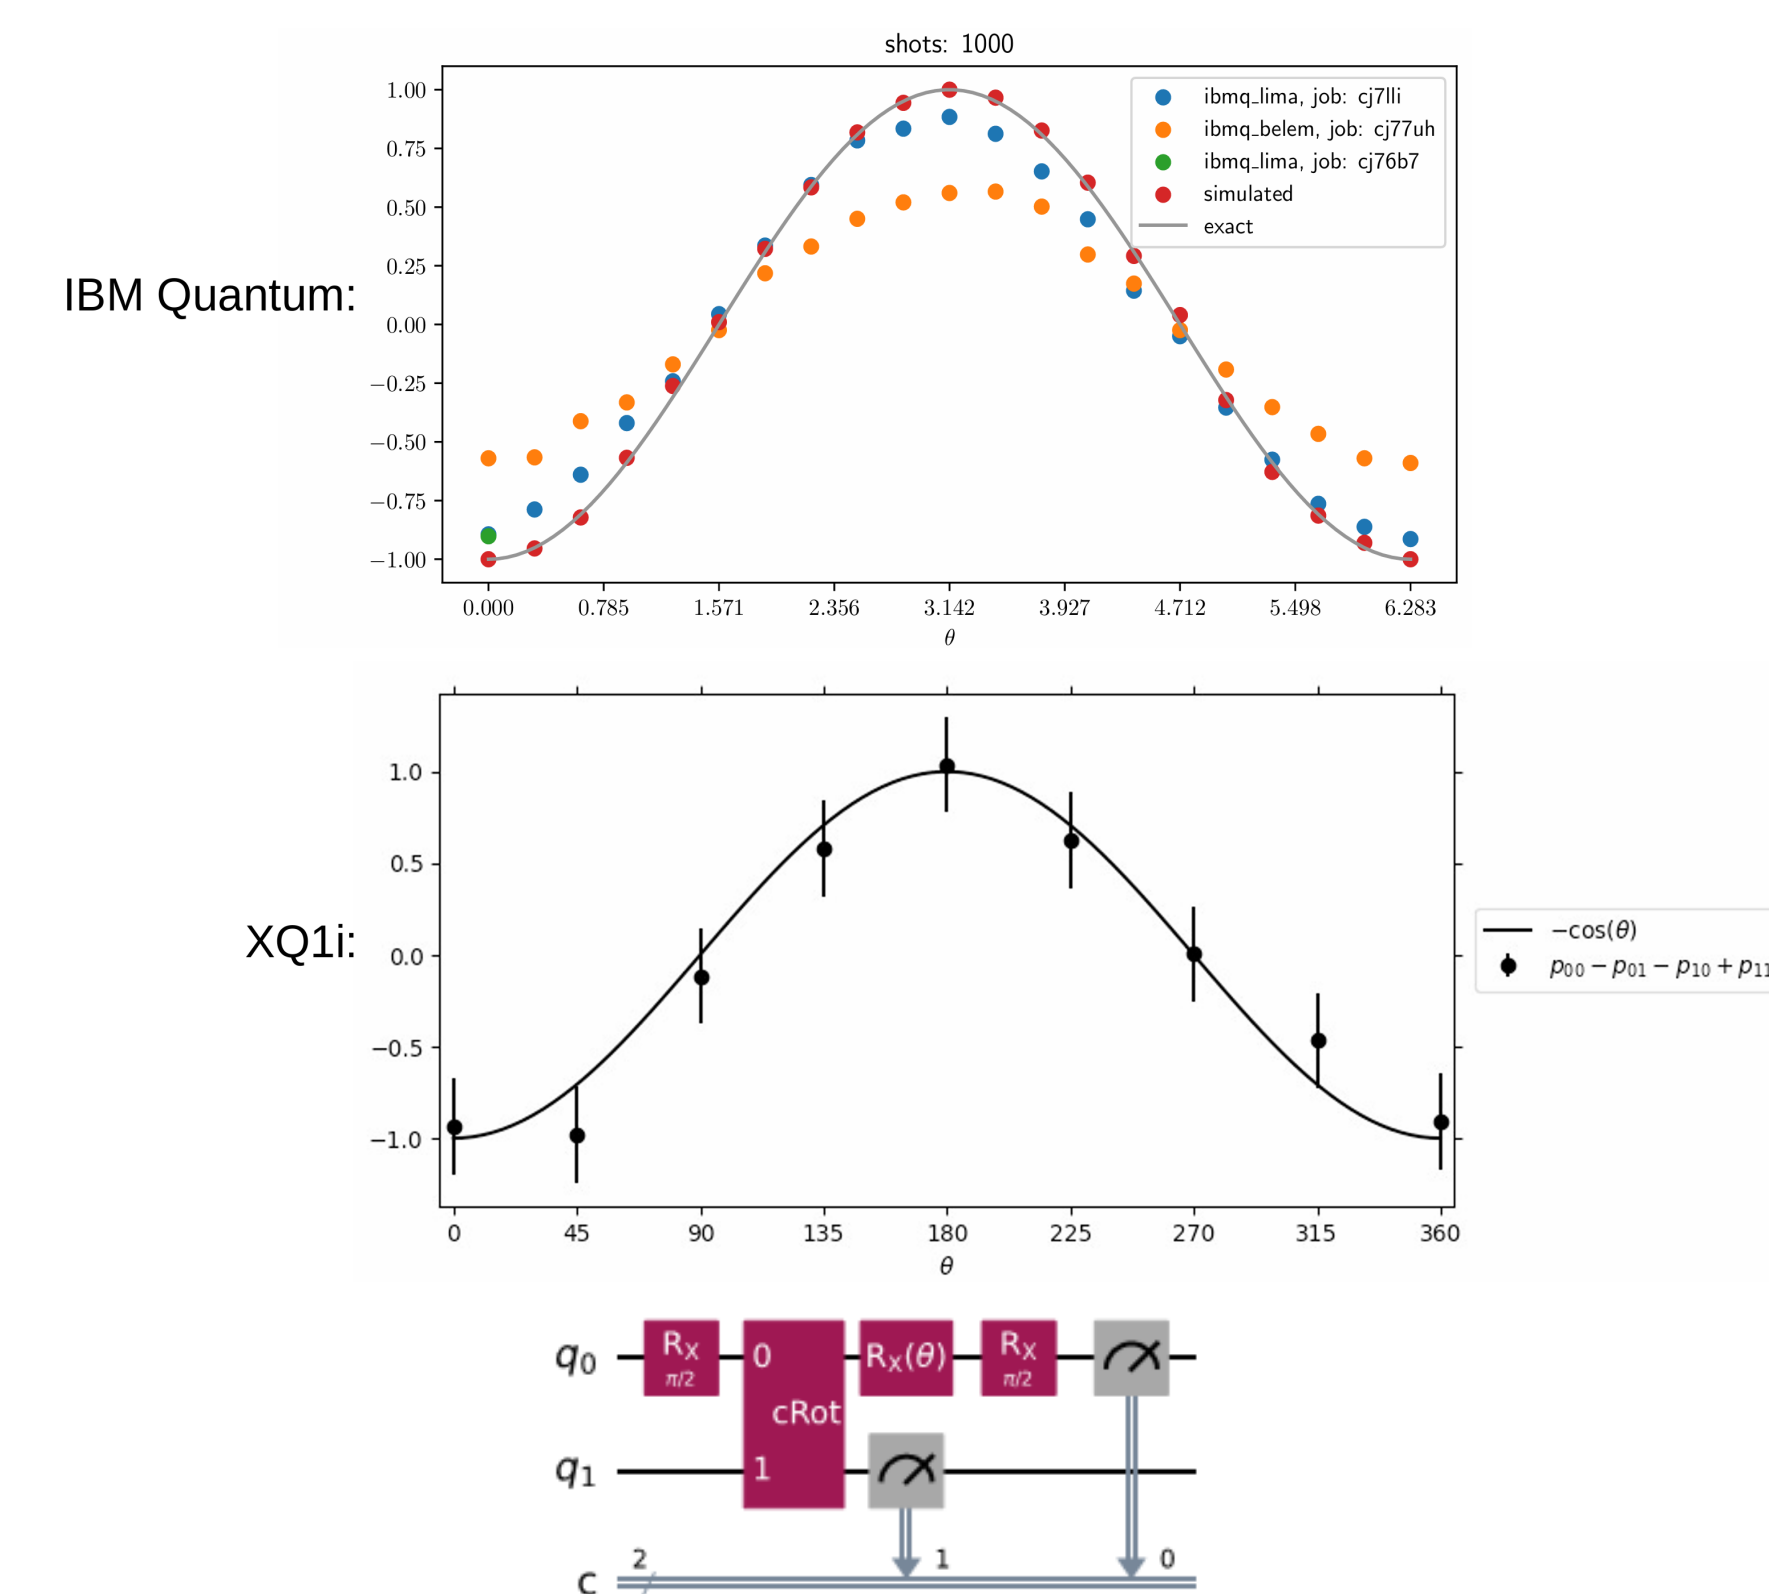 shots: 1000
1.00
0.75
0.50
0.25
0.00
−0.25
−0.50
−0.75
−1.00
ibmq_lima, job: cj7lli
ibmq_belem, job: cj77uh
ibmq_lima, job: cj76b7
simulated
exact
IBM Quantum:
0.000 0.785 1.571 2.356 3.142 3.927 4.712 5.498 6.283
θ
1.0
0.5
0.0
−0.5
−1.0
XQ1i:
−cos(θ)
p₀₀ − p₀₁ − p₁₀ + p₁₁
0 45 90 135 180 225 270 315 360
θ
q₀ R_X π/2 0 R_X(θ) R_X π/2
cRot
q₁ 1
2 1 0
c